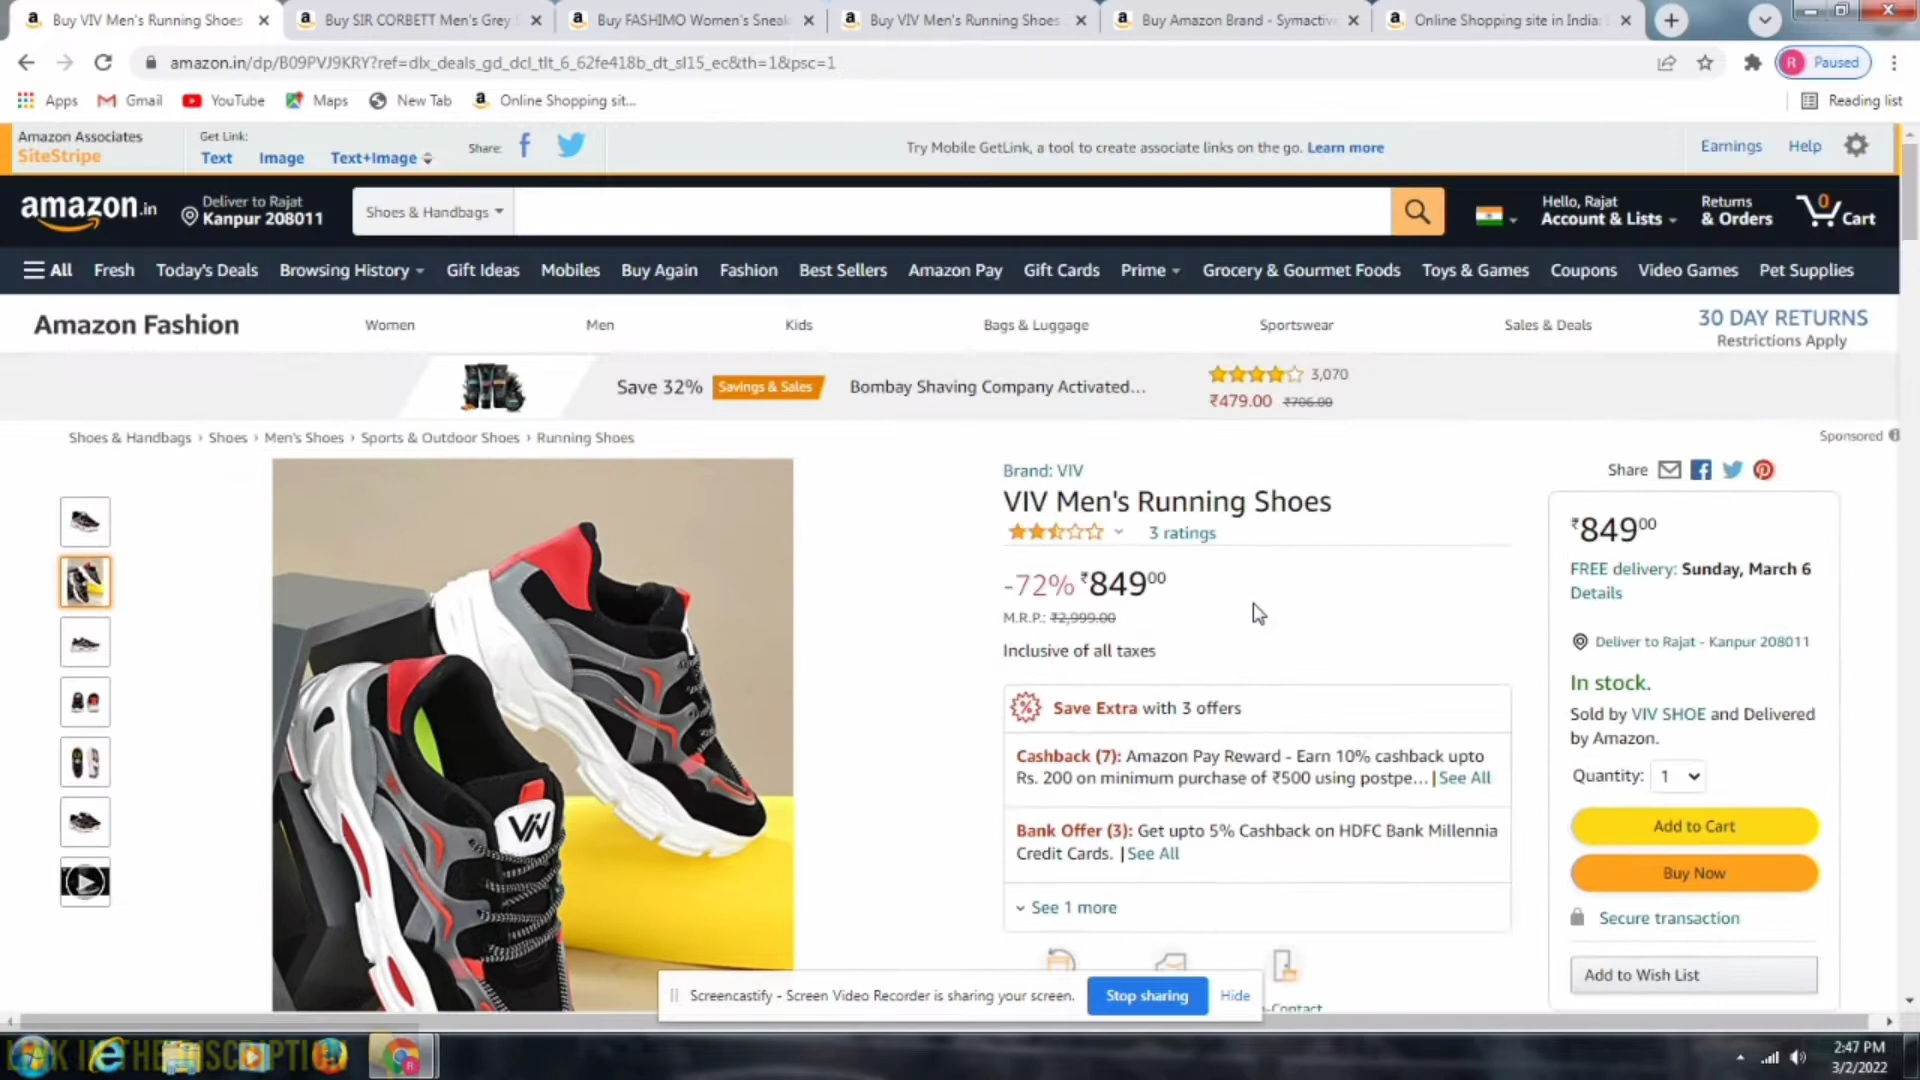 Buy VIV Men's Running Shoes
Buy SIR CORBETT Men's Grey
Buy FASHIMO Women's Sneak
Buy VIV Men's Running Shoes
Buy Amazon Brand - Symactiv
Online Shopping site in India:
amazon.in/dp/B09PVJ9KRY?ref=dlx_deals_gd_dcl_tlt_6_62fe418b_dt_sl15_ec&th=1&psc=1
R Paused
Apps Gmail YouTube Maps New Tab Online Shopping sit...
Reading list
Amazon Associates
SiteStripe
Get Link:
Text Image Text+Image
Share:
Try Mobile GetLink, a tool to create associate links on the go. Learn more
Earnings Help
amazon.in
Deliver to Rajat
Kanpur 208011
Shoes & Handbags
Hello, Rajat
Account & Lists
Returns
& Orders
0
Cart
All Fresh Today's Deals Browsing History Gift Ideas Mobiles Buy Again Fashion Best Sellers Amazon Pay Gift Cards Prime Grocery & Gourmet Foods Toys & Games Coupons Video Games Pet Supplies
Amazon Fashion
Women Men Kids Bags & Luggage Sportswear Sales & Deals
30 DAY RETURNS
Restrictions Apply
Save 32% Savings & Sales Bombay Shaving Company Activated...
3,070
₹479.00 ₹706.00
Shoes & Handbags › Shoes › Men's Shoes › Sports & Outdoor Shoes › Running Shoes
Sponsored
Brand: VIV
VIV Men's Running Shoes
3 ratings
-72% ₹849⁰⁰
M.R.P.: ₹2,999.00
Inclusive of all taxes
Save Extra with 3 offers
Cashback (7): Amazon Pay Reward - Earn 10% cashback upto
Rs. 200 on minimum purchase of ₹500 using postpe... | See All
Bank Offer (3): Get upto 5% Cashback on HDFC Bank Millennia
Credit Cards. | See All
See 1 more
Share
₹849⁰⁰
FREE delivery: Sunday, March 6
Details
Deliver to Rajat - Kanpur 208011
In stock.
Sold by VIV SHOE and Delivered
by Amazon.
Quantity: 1
Add to Cart
Buy Now
Secure transaction
Add to Wish List
Screencastify - Screen Video Recorder is sharing your screen. Stop sharing Hide
-Contact
LINK IN THE DISCRIPTION
2:47 PM
3/2/2022